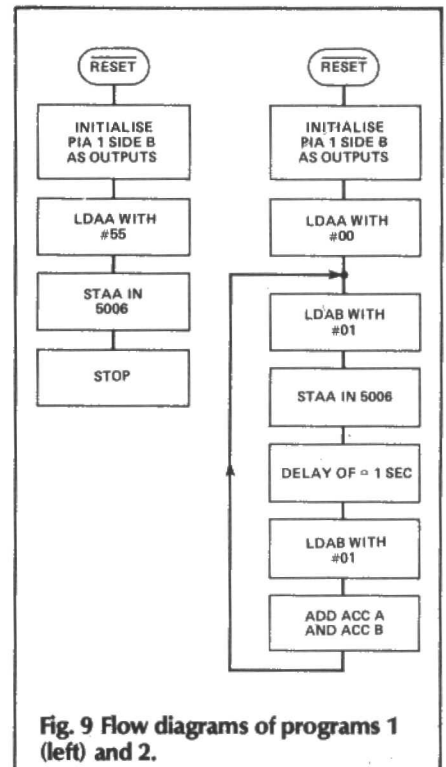 RESET
INITIALISE
PIA 1 SIDE B
AS OUTPUTS
LDAA WITH
#55
STAA IN
5006
STOP
RESET
INITIALISE
PIA 1 SIDE B
AS OUTPUTS
LDAA WITH
#00
LDAB WITH
#01
STAA IN 5006
DELAY OF ≏ 1 SEC
LDAB WITH
#01
ADD ACC A
AND ACC B
Fig. 9 Flow diagrams of programs 1
(left) and 2.